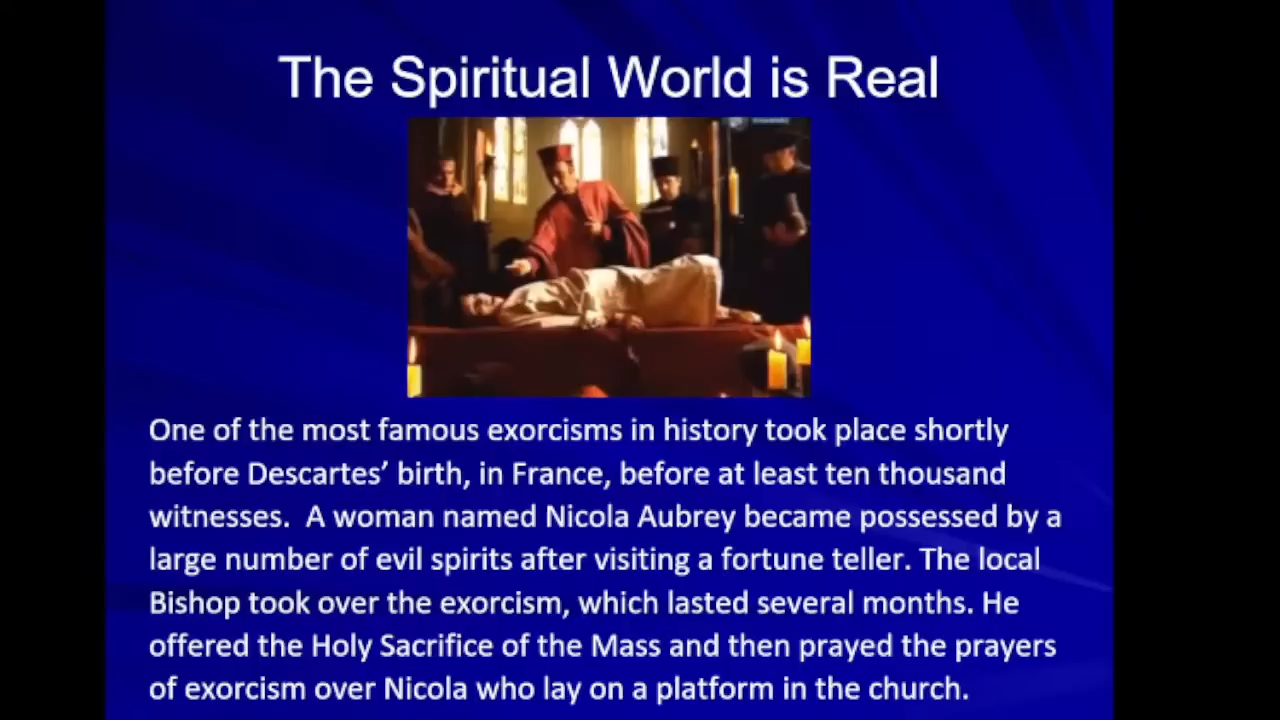 The Spiritual World is Real
One of the most famous exorcisms in history took place shortly
before Descartes’ birth, in France, before at least ten thousand
witnesses.  A woman named Nicola Aubrey became possessed by a
large number of evil spirits after visiting a fortune teller. The local
Bishop took over the exorcism, which lasted several months. He
offered the Holy Sacrifice of the Mass and then prayed the prayers
of exorcism over Nicola who lay on a platform in the church.